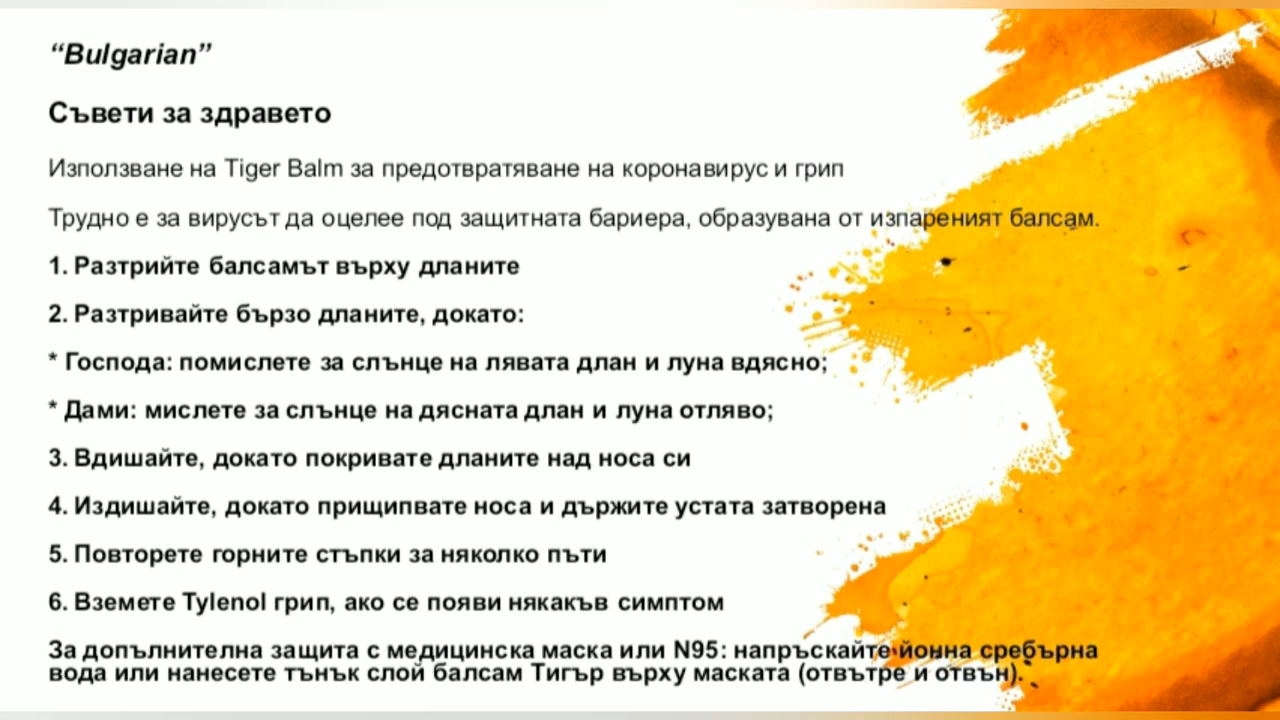 “Bulgarian”
Съвети за здравето
Използване на Tiger Balm за предотвратяване на коронавирус и грип
Трудно е за вирусът да оцелее под защитната бариера, образувана от изпареният балсам.
1. Разтрийте балсамът върху дланите
2. Разтривайте бързо дланите, докато:
* Господа: помислете за слънце на лявата длан и луна вдясно;
* Дами: мислете за слънце на дясната длан и луна отляво;
3. Вдишайте, докато покривате дланите над носа си
4. Издишайте, докато прищипвате носа и държите устата затворена
5. Повторете горните стъпки за няколко пъти
6. Вземете Tylenol грип, ако се появи някакъв симптом
За допълнителна защита с медицинска маска или N95: напръскайте йонна сребърна
вода или нанесете тънък слой балсам Тигър върху маската (отвътре и отвън).